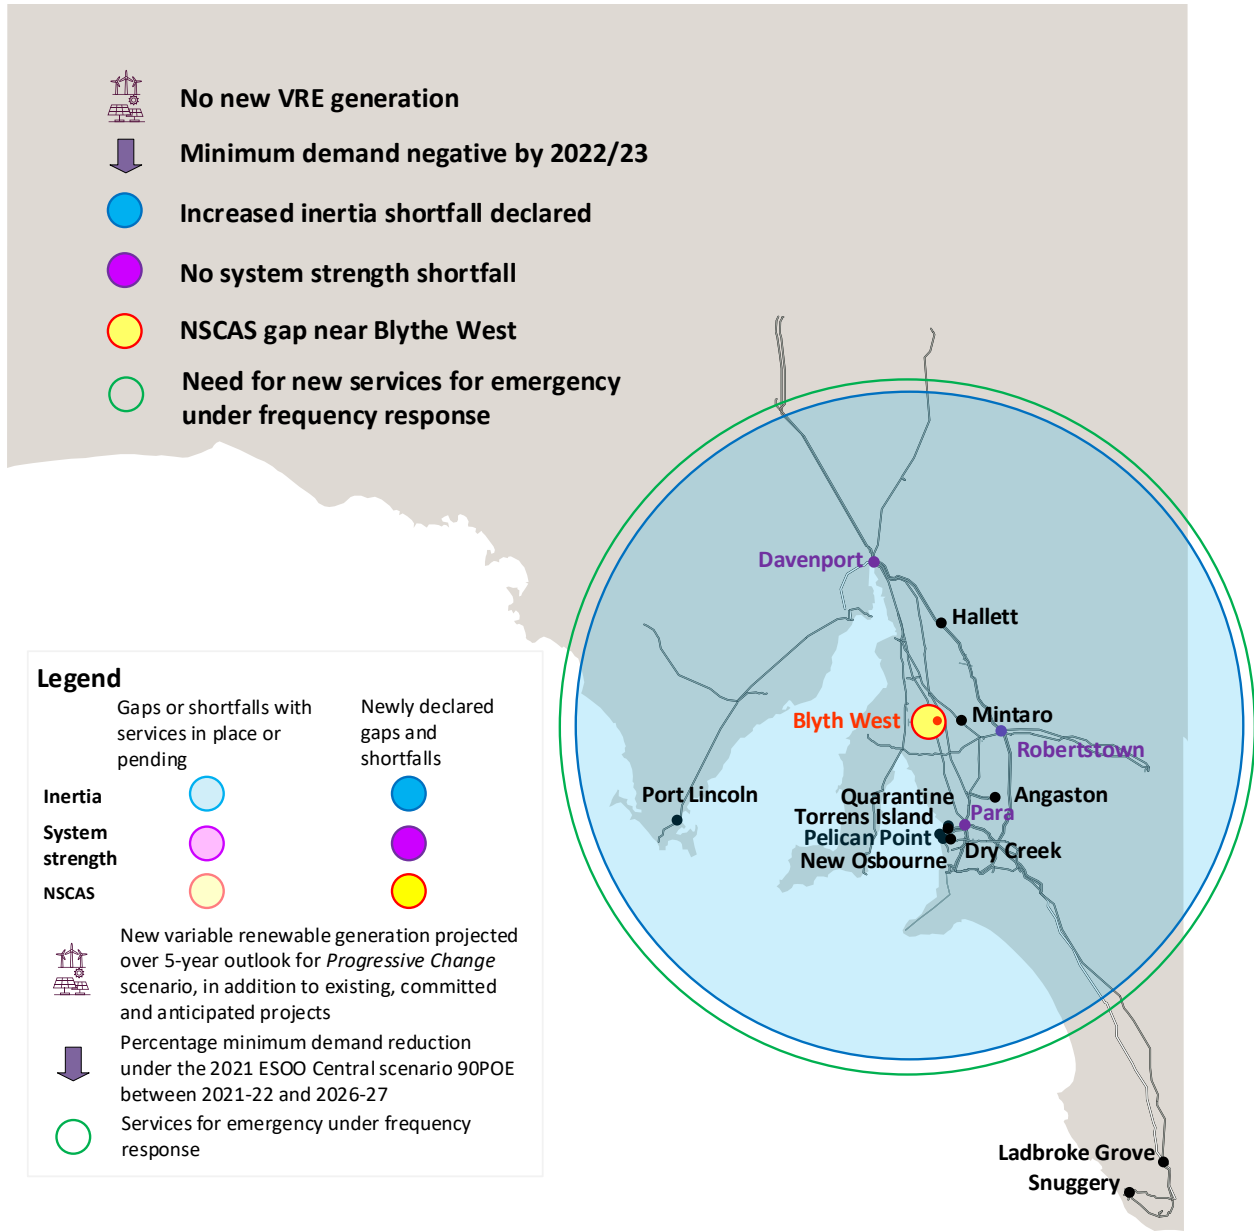 No new VRE generation
Minimum demand negative by 2022/23
Increased inertia shortfall declared
No system strength shortfall
NSCAS gap near Blythe West
Need for new services for emergency
under frequency response
Davenport
Hallett
Blyth West
Mintaro
Robertstown
Port Lincoln
Quarantine
Angaston
Torrens Island
Para
Pelican Point
New Osbourne
Dry Creek
Ladbroke Grove
Snuggery
Legend
Gaps or shortfalls with
services in place or
pending
Newly declared
gaps and
shortfalls
Inertia
System
strength
NSCAS
New variable renewable generation projected
over 5-year outlook for Progressive Change
scenario, in addition to existing, committed
and anticipated projects
Percentage minimum demand reduction
under the 2021 ESOO Central scenario 90POE
between 2021-22 and 2026-27
Services for emergency under frequency
response